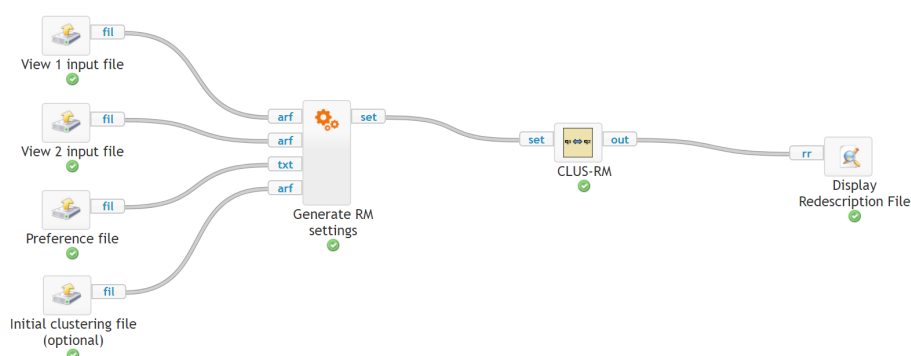 fil
View 1 input file
fil
View 2 input file
fil
Preference file
fil
Initial clustering file
(optional)
arf
arf
txt
arf
set
Generate RM
settings
set
out
CLUS-RM
rr
Display
Redescription File